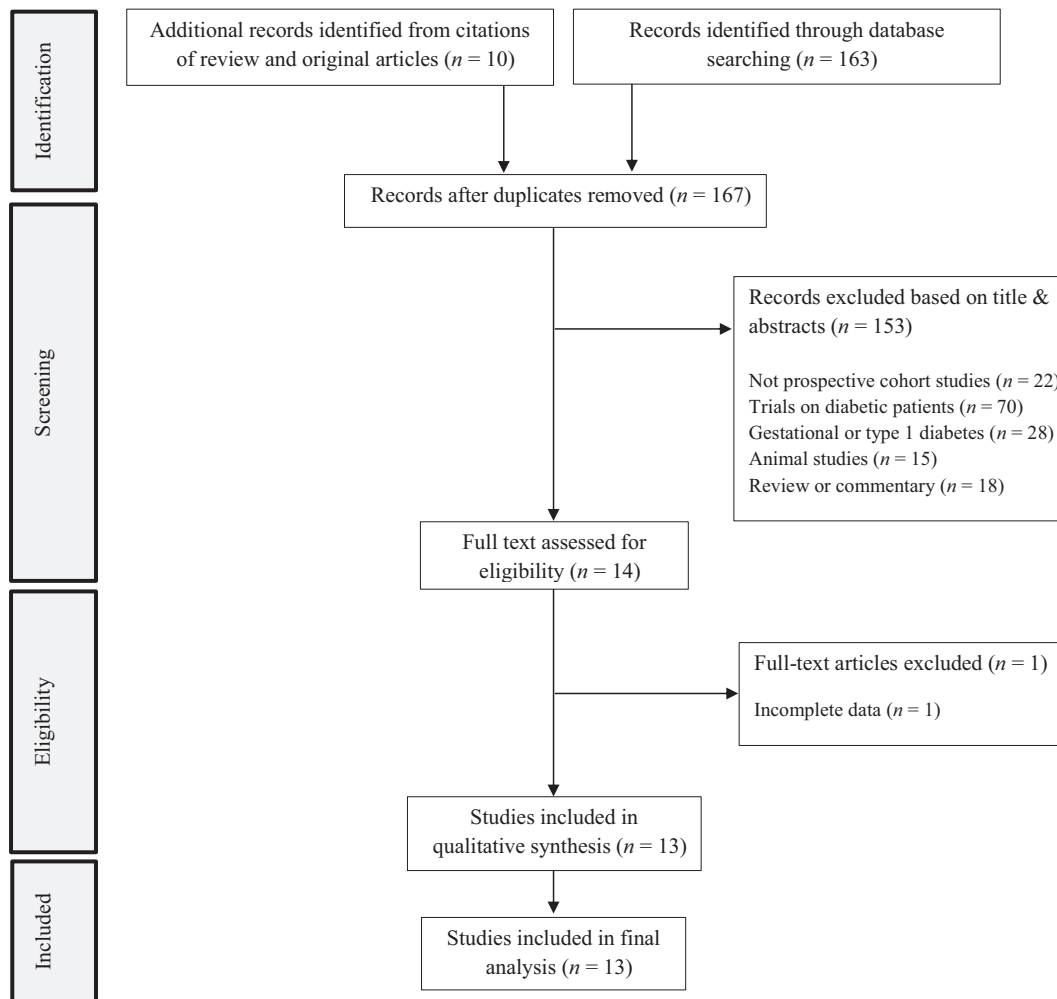 Identification
Additional records identified from citations
of review and original articles (n = 10)
Records identified through database
searching (n = 163)
Records after duplicates removed (n = 167)
Screening
Records excluded based on title &
abstracts (n = 153)
Not prospective cohort studies (n = 22)
Trials on diabetic patients (n = 70)
Gestational or type 1 diabetes (n = 28)
Animal studies (n = 15)
Review or commentary (n = 18)
Full text assessed for
eligibility (n = 14)
Eligibility
Full-text articles excluded (n = 1)
Incomplete data (n = 1)
Studies included in
qualitative synthesis (n = 13)
Included
Studies included in final
analysis (n = 13)